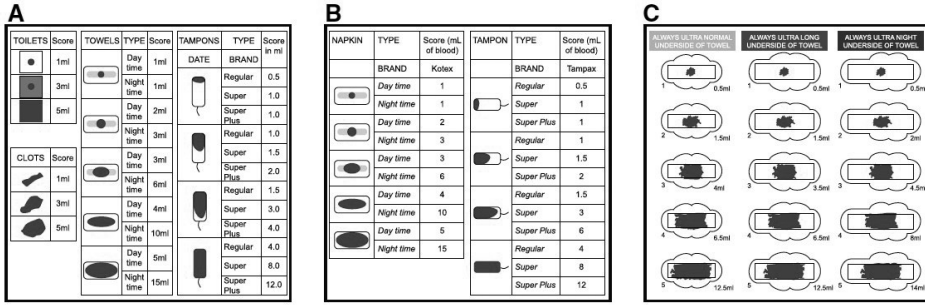 A
TOILETS Score
1ml
3ml
5ml
CLOTS Score
1ml
3ml
5ml
TOWELS TYPE Score
Day time 1ml
Night time 1ml
Day time 2ml
Night time 3ml
Day time 3ml
Night time 6ml
Day time 4ml
Night time 10ml
Day time 5ml
Night time 15ml
TAMPONS TYPE Score in ml
DATE BRAND
Regular 0.5
Super 1.0
Super Plus 1.0
Regular 1.0
Super 1.5
Super Plus 2.0
Regular 1.5
Super 3.0
Super Plus 4.0
Regular 4.0
Super 8.0
Super Plus 12.0
B
NAPKIN TYPE Score (mL of blood)
BRAND Kotex
Day time 1
Night time 1
Day time 2
Night time 3
Day time 3
Night time 6
Day time 4
Night time 10
Day time 5
Night time 15
TAMPON TYPE Score (mL of blood)
BRAND Tampax
Regular 0.5
Super 1
Super Plus 1
Regular 1
Super 1.5
Super Plus 2
Regular 1.5
Super 3
Super Plus 6
Regular 4
Super 8
Super Plus 12
C
ALWAYS ULTRA NORMAL
UNDERSIDE OF TOWEL
ALWAYS ULTRA LONG
UNDERSIDE OF TOWEL
ALWAYS ULTRA NIGHT
UNDERSIDE OF TOWEL
1 0.5ml 1 0.5ml 1 0.5ml
2 1.5ml 2 1.5ml 2 2ml
3 4ml 3 3.5ml 3 4.5ml
4 6.5ml 4 6.5ml 4 8ml
5 12.5ml 5 12.5ml 5 14ml